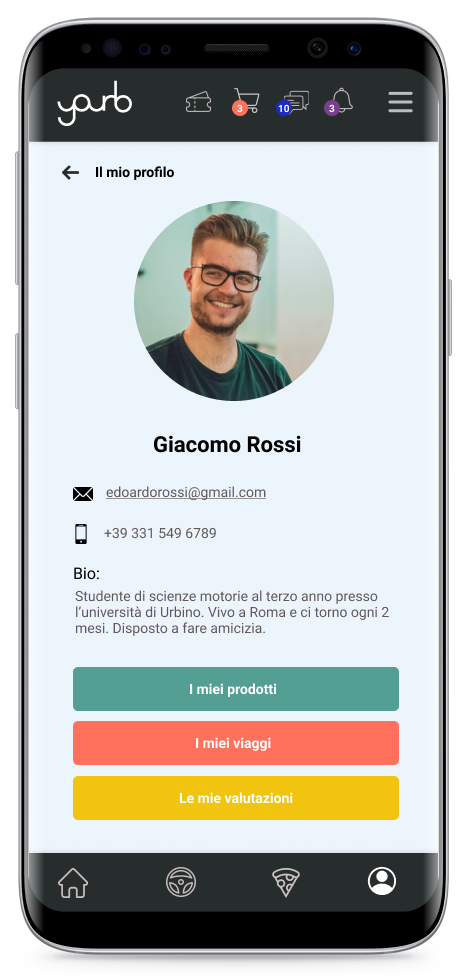 yourb
3
10
3
Il mio profilo
Giacomo Rossi
edoardorossi@gmail.com
+39 331 549 6789
Bio:
Studente di scienze motorie al terzo anno presso
l'università di Urbino. Vivo a Roma e ci torno ogni 2
mesi. Disposto a fare amicizia.
I miei prodotti
I miei viaggi
Le mie valutazioni